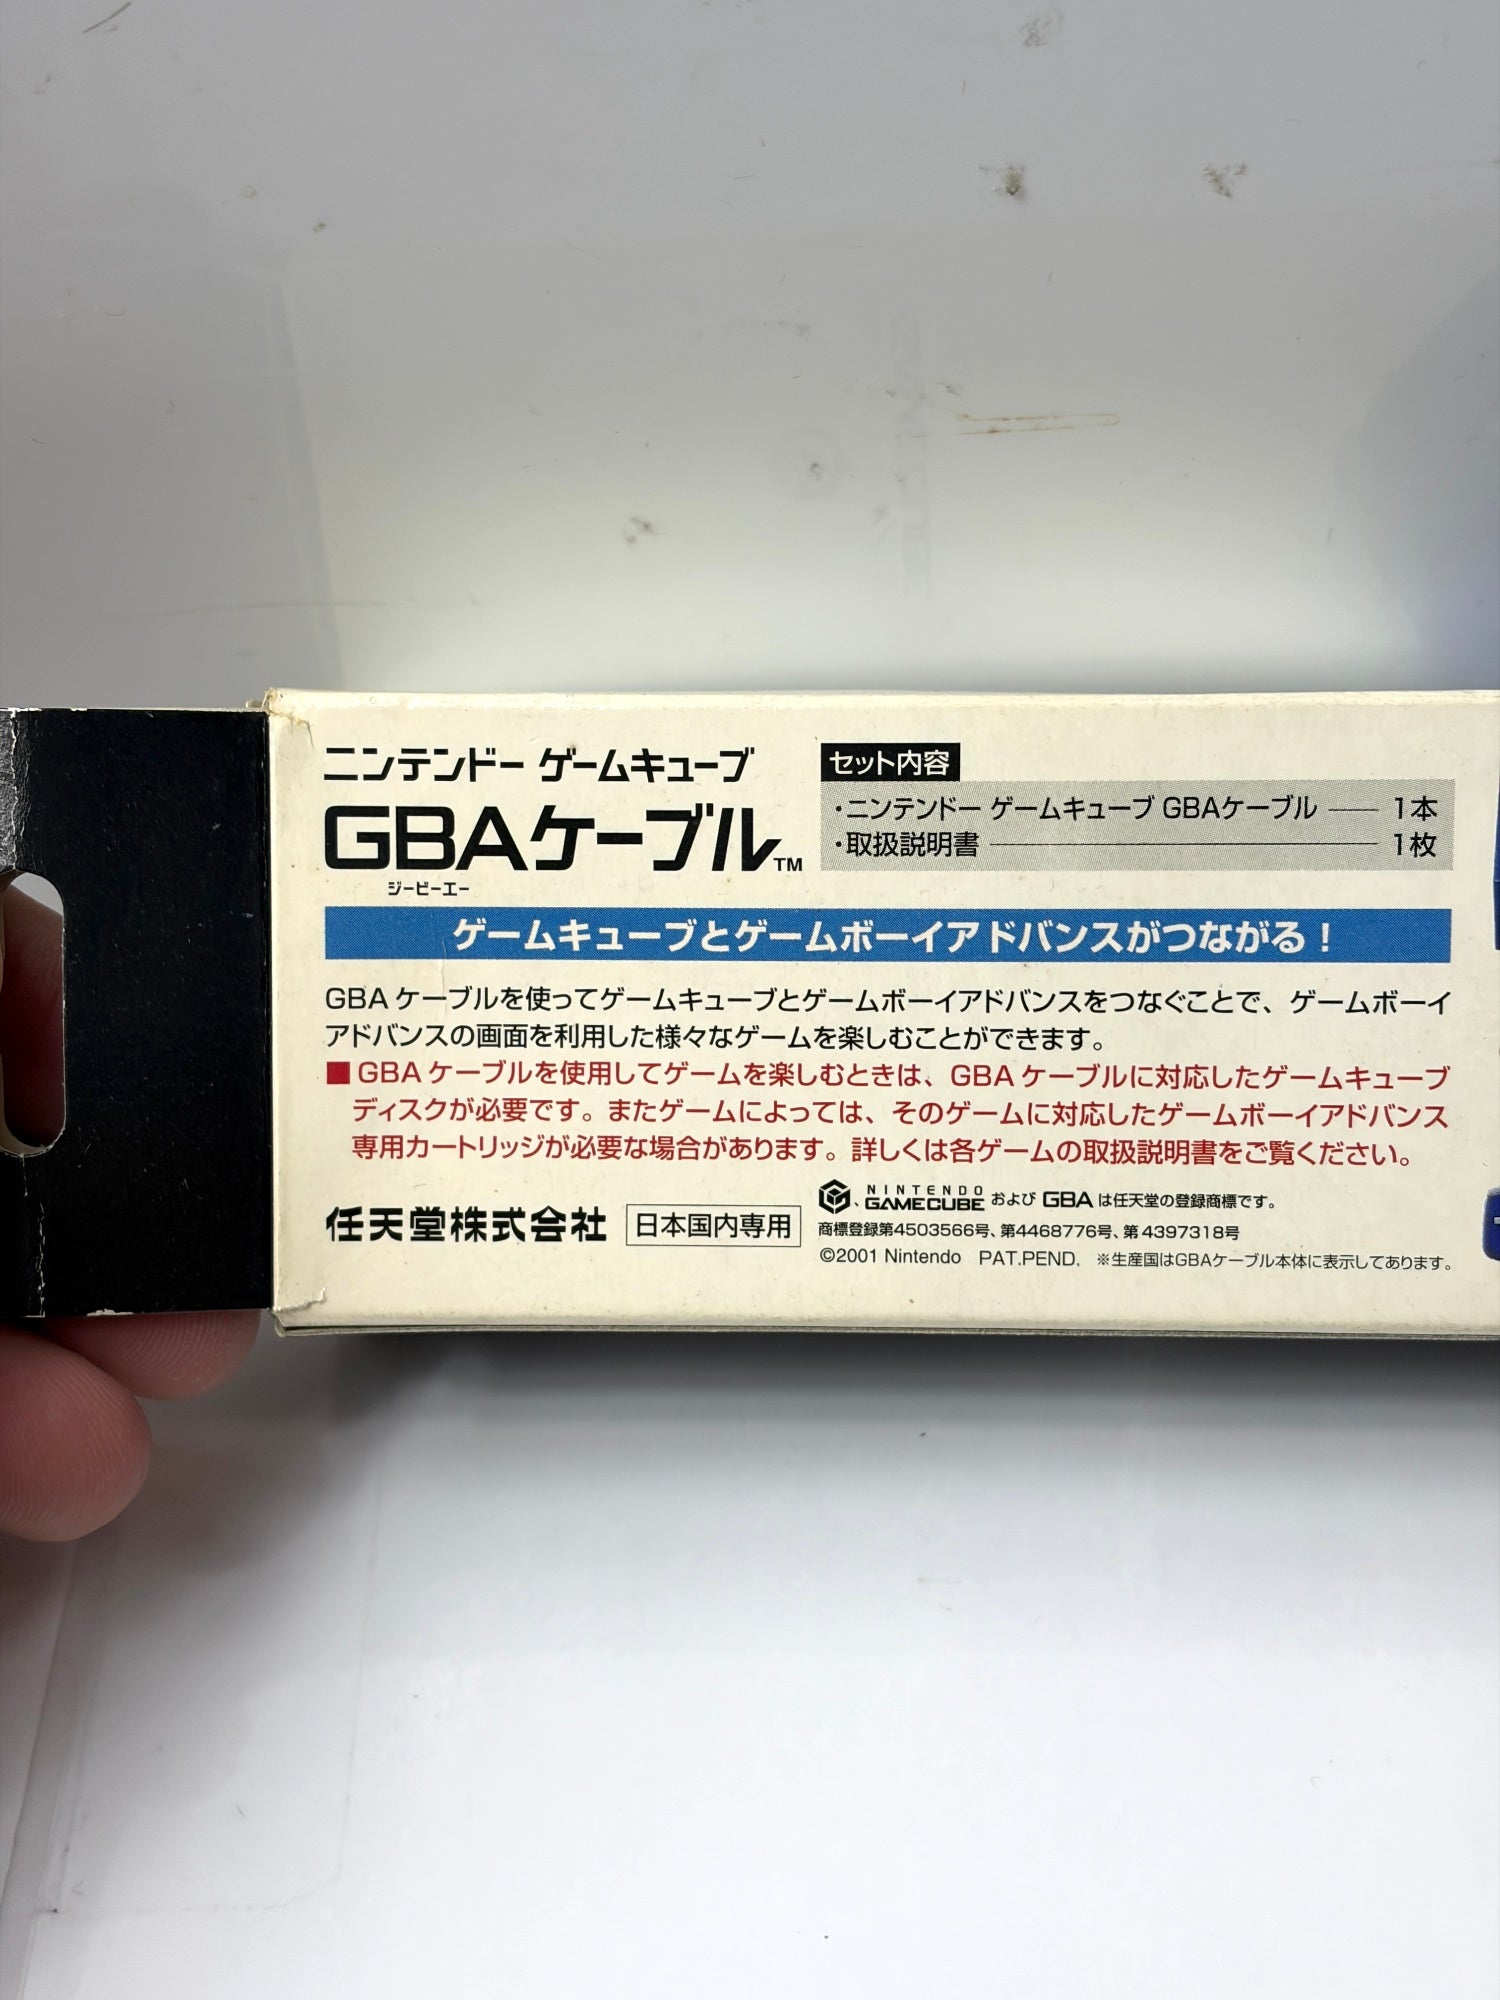 ニンテンドー ゲームキューブ
GBAケーブル™
ジービーエー
セット内容
・ニンテンドー ゲームキューブ GBAケーブル —— 1本
・取扱説明書 —————— 1枚
ゲームキューブとゲームボーイアドバンスがつながる！
GBA ケーブルを使ってゲームキューブとゲームボーイアドバンスをつなぐことで、ゲームボーイ
アドバンスの画面を利用した様々なゲームを楽しむことができます。
■GBA ケーブルを使用してゲームを楽しむときは、GBA ケーブルに対応したゲームキューブ
ディスクが必要です。またゲームによっては、そのゲームに対応したゲームボーイアドバンス
専用カートリッジが必要な場合があります。詳しくは各ゲームの取扱説明書をご覧ください。
任天堂株式会社
日本国内専用
、NINTENDO GAMECUBE および GBA は任天堂の登録商標です。
商標登録第4503566号、第4468776号、第4397318号
©2001 Nintendo PAT.PEND. ※生産国はGBAケーブル本体に表示してあります。